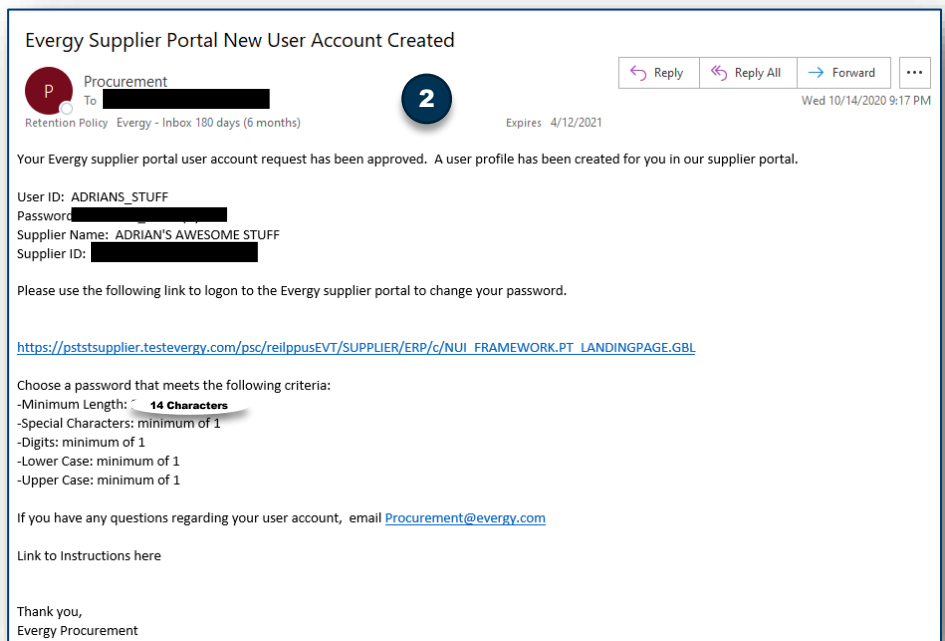 Evergy Supplier Portal New User Account Created
P
Procurement
To
2
Reply
Reply All
Forward
...
Wed 10/14/2020 9:17 PM
Retention Policy Evergy - Inbox 180 days (6 months)
Expires 4/12/2021
Your Evergy supplier portal user account request has been approved. A user profile has been created for you in our supplier portal.
User ID: ADRIANS_STUFF
Password
Supplier Name: ADRIAN'S AWESOME STUFF
Supplier ID:
Please use the following link to logon to the Evergy supplier portal to change your password.
https://pststsupplier.testevergy.com/psc/reilppusEVT/SUPPLIER/ERP/c/NUI_FRAMEWORK.PT_LANDINGPAGE.GBL
Choose a password that meets the following criteria:
-Minimum Length: 14 Characters
-Special Characters: minimum of 1
-Digits: minimum of 1
-Lower Case: minimum of 1
-Upper Case: minimum of 1
If you have any questions regarding your user account, email Procurement@evergy.com
Link to Instructions here
Thank you,
Evergy Procurement